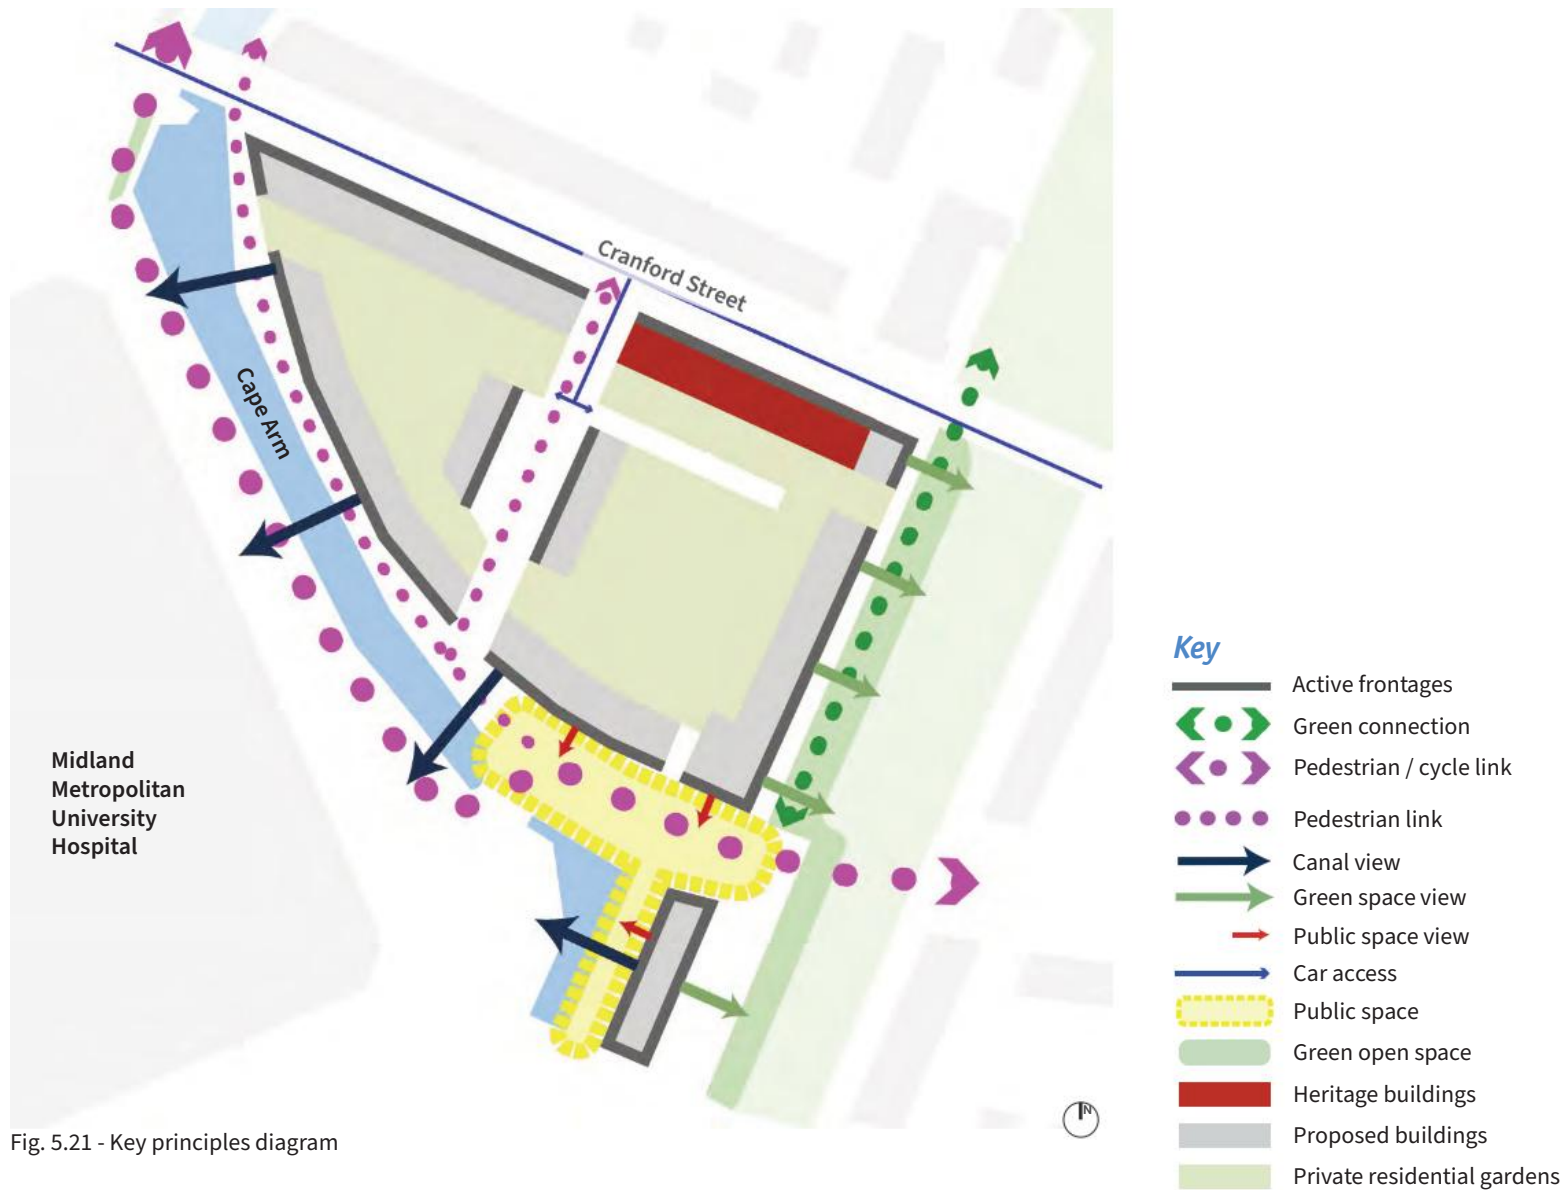 Cranford Street
Cape Arm
Midland
Metropolitan
University
Hospital
N
Fig. 5.21 - Key principles diagram
Key
Active frontages
Green connection
Pedestrian / cycle link
Pedestrian link
Canal view
Green space view
Public space view
Car access
Public space
Green open space
Heritage buildings
Proposed buildings
Private residential gardens